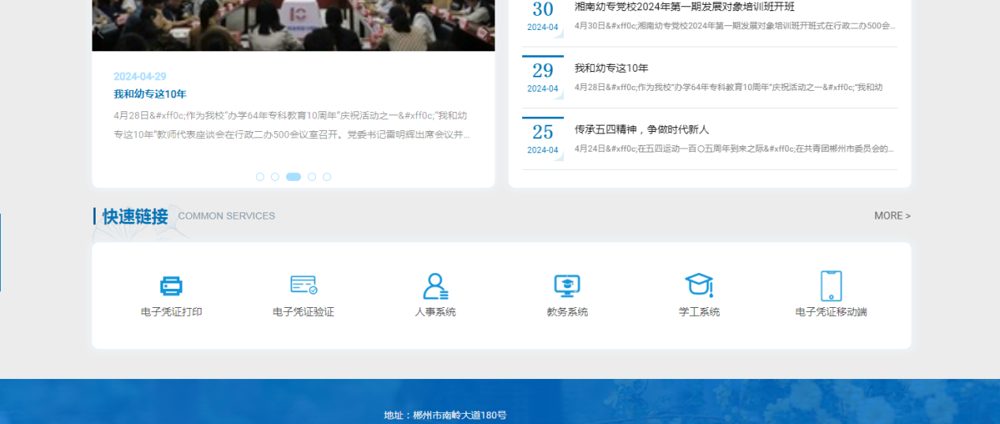 2024-04-29
我和幼专这10年
4月28日&#xff0c;作为我校"办学64年专科教育10周年"庆祝活动之一&#xff0c;"我和幼
专这10年"教师代表座谈会在行政二办500会议室召开。党委书记雷明辉出席会议并...
30
2024-04
湘南幼专党校2024年第一期发展对象培训班开班
4月30日&#xff0c;湘南幼专党校2024年第一期发展对象培训班开班式在行政二办500会...
29
2024-04
我和幼专这10年
4月28日&#xff0c;作为我校"办学64年专科教育10周年"庆祝活动之一&#xff0c;"我和幼
25
2024-04
传承五四精神，争做时代新人
4月24日&#xff0c;在五四运动一百〇五周年到来之际&#xff0c;在共青团郴州市委员会的...
快速链接 COMMON SERVICES MORE >
电子凭证打印 电子凭证验证 人事系统 教务系统 学工系统 电子凭证移动端
地址：郴州市南岭大道180号